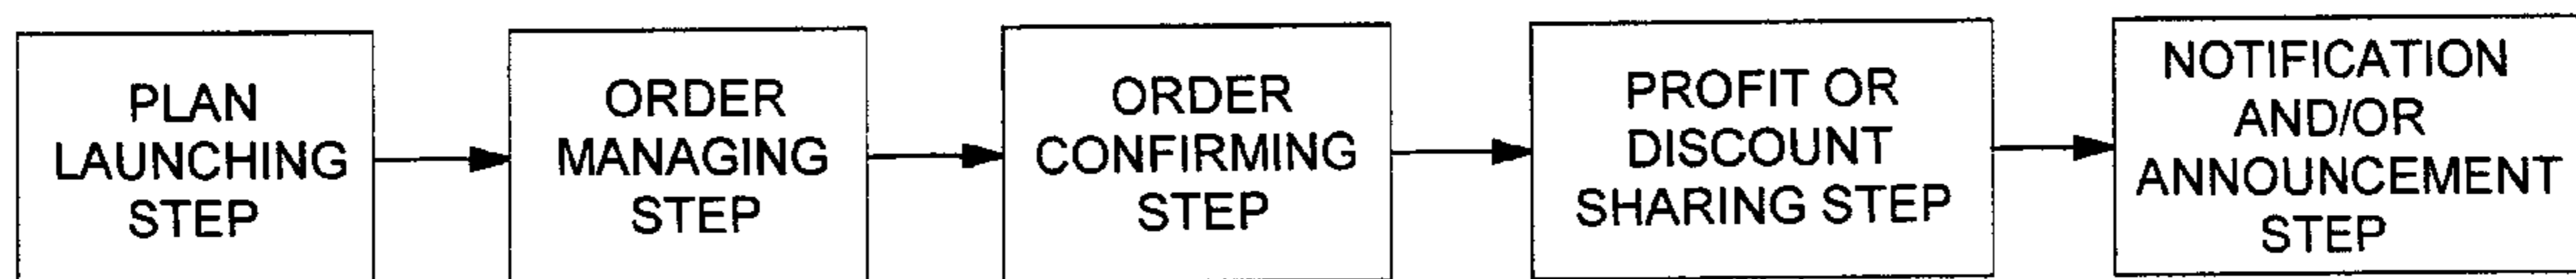 PLAN
LAUNCHING
STEP
ORDER
MANAGING
STEP
ORDER
CONFIRMING
STEP
PROFIT OR
DISCOUNT
SHARING STEP
NOTIFICATION
AND/OR
ANNOUNCEMENT
STEP